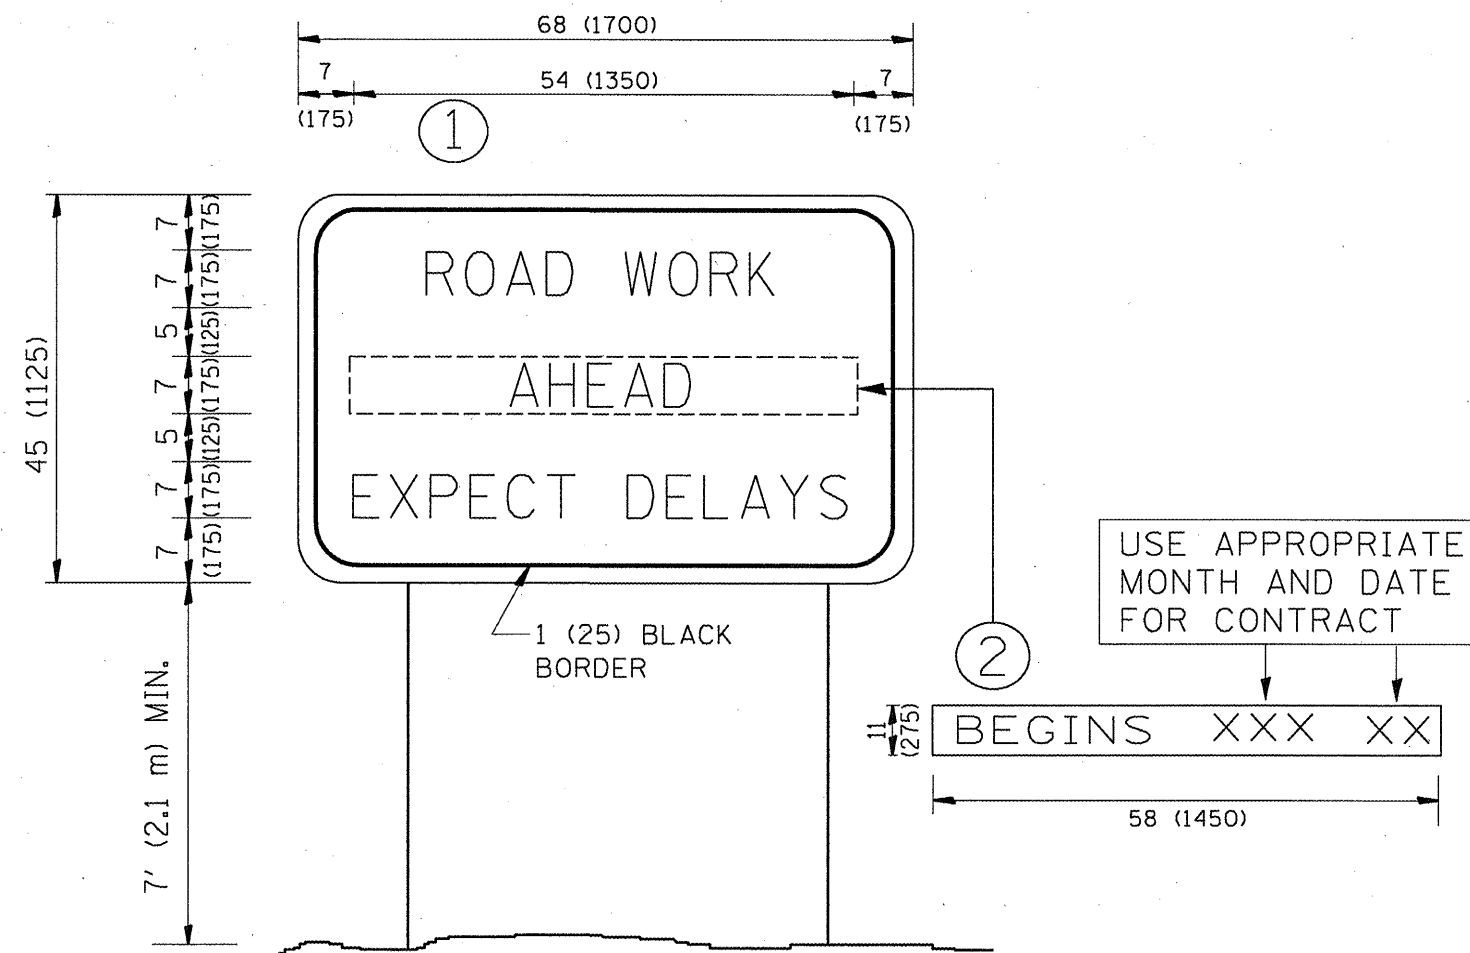 68 (1700)
7
54 (1350)
7
(175)
(175)
1
45 (1125)
7
(175)
7
(175)
5
(125)
7
(175)
5
(125)
7
(175)
7
(175)
ROAD WORK
AHEAD
EXPECT DELAYS
1 (25) BLACK
BORDER
7' (2.1 m) MIN.
USE APPROPRIATE
MONTH AND DATE
FOR CONTRACT
2
11
(275)
BEGINS XXX XX
58 (1450)